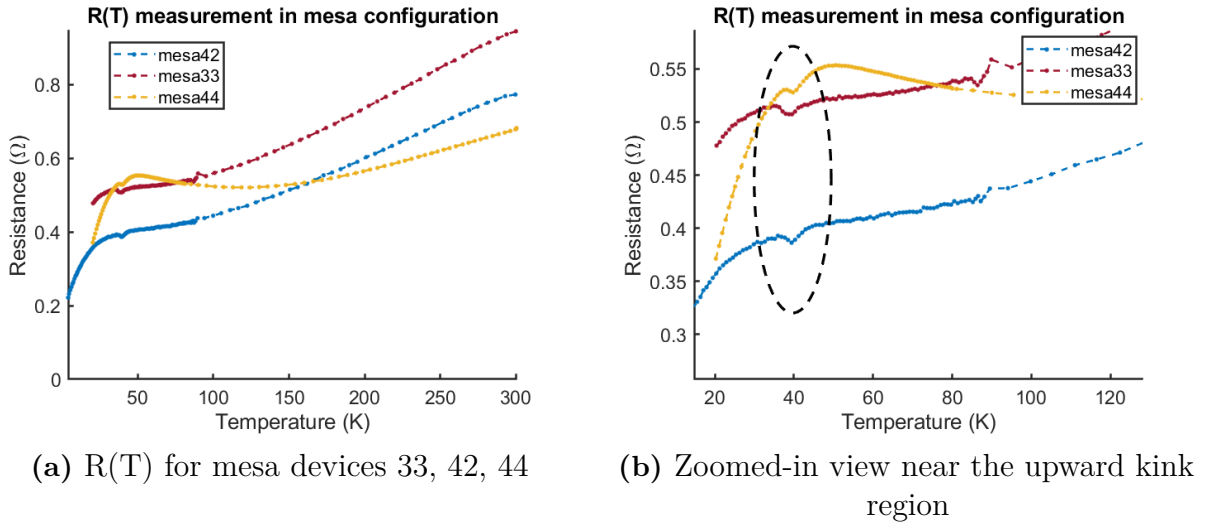 R(T) measurement in mesa configuration
mesa42
mesa33
mesa44
Resistance (Ω)
0.8
0.6
0.4
0.2
0
50
100
150
200
250
300
Temperature (K)
(a) R(T) for mesa devices 33, 42, 44
R(T) measurement in mesa configuration
mesa42
mesa33
mesa44
Resistance (Ω)
0.55
0.5
0.45
0.4
0.35
0.3
20
40
60
80
100
120
Temperature (K)
(b) Zoomed-in view near the upward kink
region